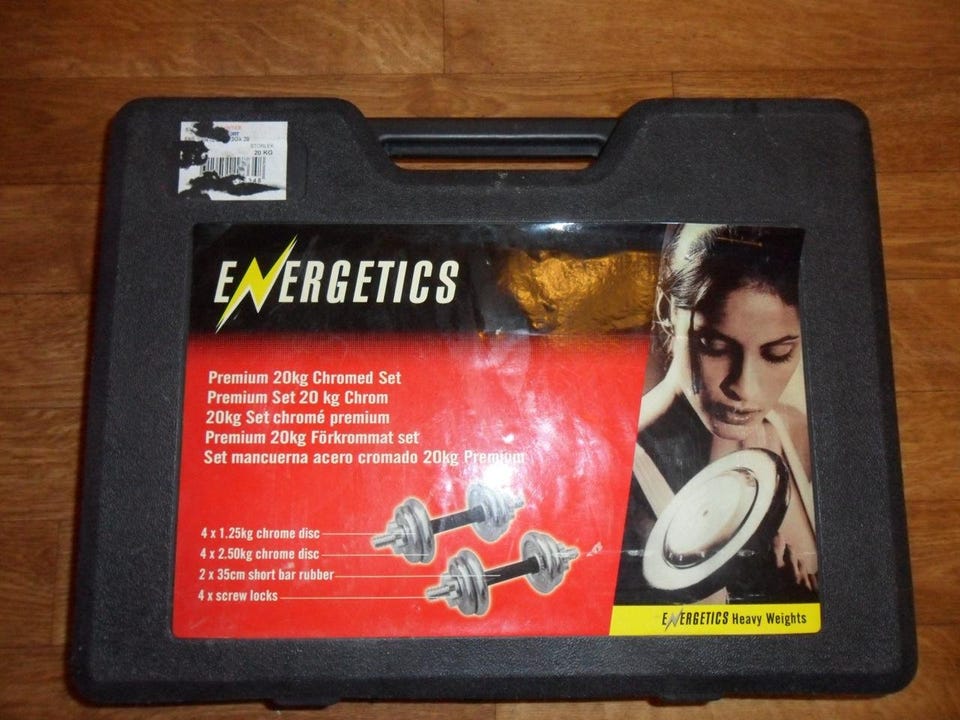 STORLEK
20 KG
ENERGETICS
Premium 20kg Chromed Set
Premium Set 20 kg Chrom
20kg Set chromé premium
Premium 20kg Förkrommat set
Set mancuerna acero cromado 20kg Premium
4 x 1.25kg chrome disc
4 x 2.50kg chrome disc
2 x 35cm short bar rubber
4 x screw locks
ENERGETICS Heavy Weights